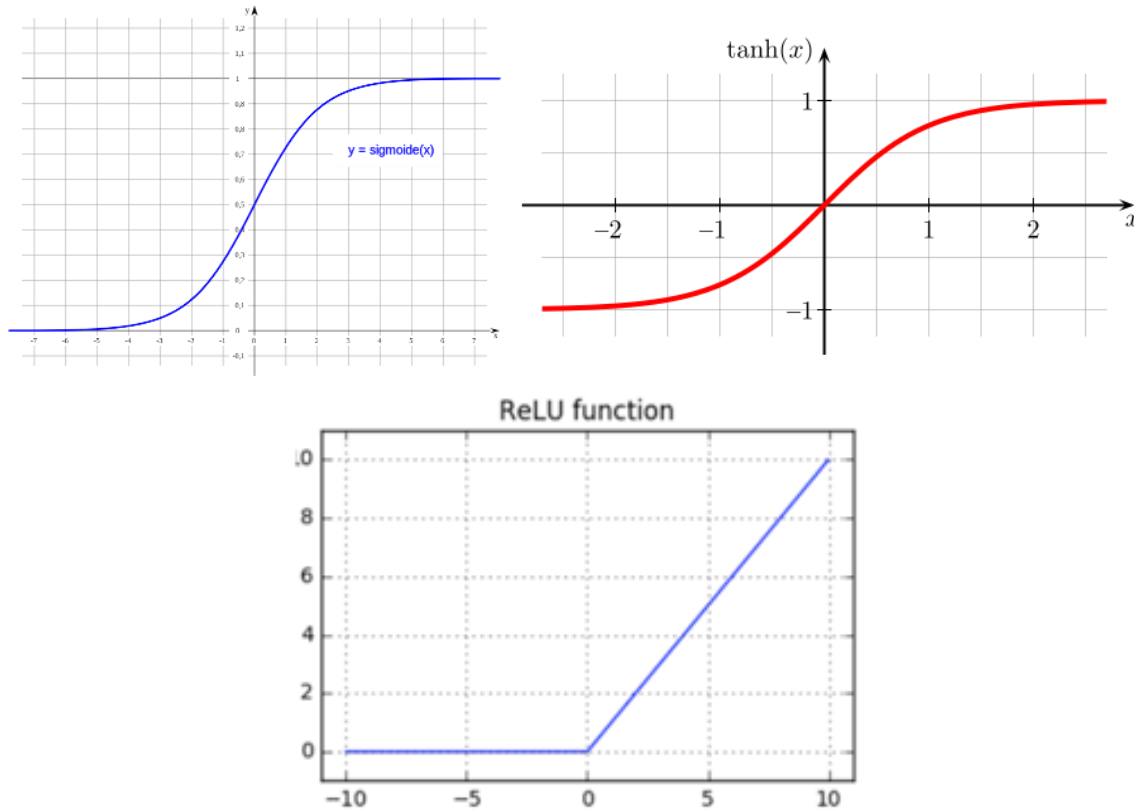 y
1,2
1,1
1
0,9
0,8
0,7
y = sigmoide(x)
0,6
0,5
0,4
0,3
0,2
0,1
0
-7 -6 -5 -4 -3 -2 -1 0 1 2 3 4 5 6 7
x
-0,1
tanh(x)
1
−2 −1 1 2
x
−1
ReLU function
.0
8
6
4
2
0
−10 −5 0 5 10